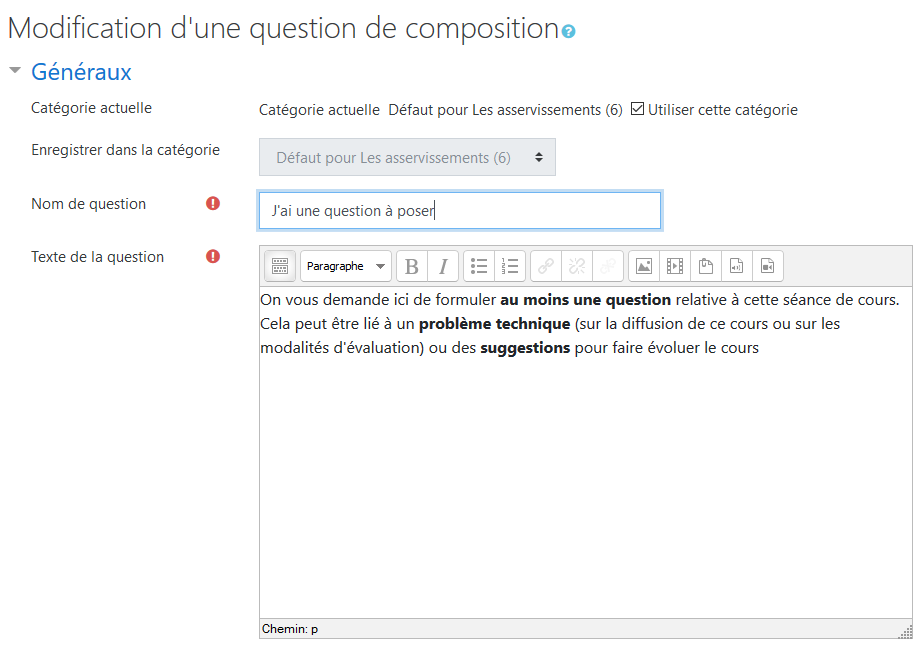 Modification d'une question de composition
Généraux
Catégorie actuelle
Catégorie actuelle Défaut pour Les asservissements (6) Utiliser cette catégorie
Enregistrer dans la catégorie
Défaut pour Les asservissements (6)
Nom de question
J'ai une question à poser
Texte de la question
Paragraphe B I
On vous demande ici de formuler au moins une question relative à cette séance de cours.
Cela peut être lié à un problème technique (sur la diffusion de ce cours ou sur les
modalités d'évaluation) ou des suggestions pour faire évoluer le cours
Chemin: p